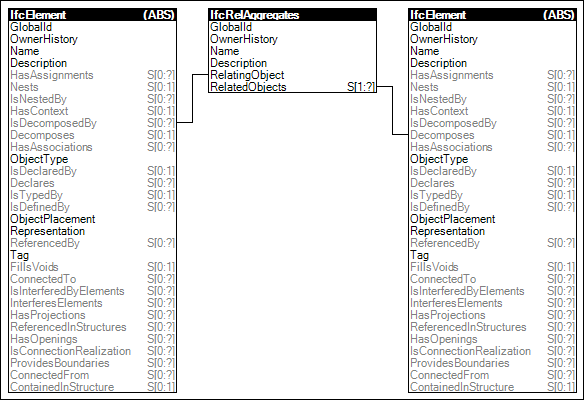 IfcElement (ABS)
GlobalId
OwnerHistory
Name
Description
HasAssignments S[0:?]
Nests S[0:1]
IsNestedBy S[0:?]
HasContext S[0:1]
IsDecomposedBy S[0:?]
Decomposes S[0:1]
HasAssociations S[0:?]
ObjectType
IsDeclaredBy S[0:1]
Declares S[0:?]
IsTypedBy S[0:1]
IsDefinedBy S[0:?]
ObjectPlacement
Representation
ReferencedBy S[0:?]
Tag
FillsVoids S[0:1]
ConnectedTo S[0:?]
IsInterferedByElements S[0:?]
InterferesElements S[0:?]
HasProjections S[0:?]
ReferencedInStructures S[0:?]
HasOpenings S[0:?]
IsConnectionRealization S[0:?]
ProvidesBoundaries S[0:?]
ConnectedFrom S[0:?]
ContainedInStructure S[0:1]
IfcRelAggregates
GlobalId
OwnerHistory
Name
Description
RelatingObject
RelatedObjects S[1:?]
IfcElement (ABS)
GlobalId
OwnerHistory
Name
Description
HasAssignments S[0:?]
Nests S[0:1]
IsNestedBy S[0:?]
HasContext S[0:1]
IsDecomposedBy S[0:?]
Decomposes S[0:1]
HasAssociations S[0:?]
ObjectType
IsDeclaredBy S[0:1]
Declares S[0:?]
IsTypedBy S[0:1]
IsDefinedBy S[0:?]
ObjectPlacement
Representation
ReferencedBy S[0:?]
Tag
FillsVoids S[0:1]
ConnectedTo S[0:?]
IsInterferedByElements S[0:?]
InterferesElements S[0:?]
HasProjections S[0:?]
ReferencedInStructures S[0:?]
HasOpenings S[0:?]
IsConnectionRealization S[0:?]
ProvidesBoundaries S[0:?]
ConnectedFrom S[0:?]
ContainedInStructure S[0:1]